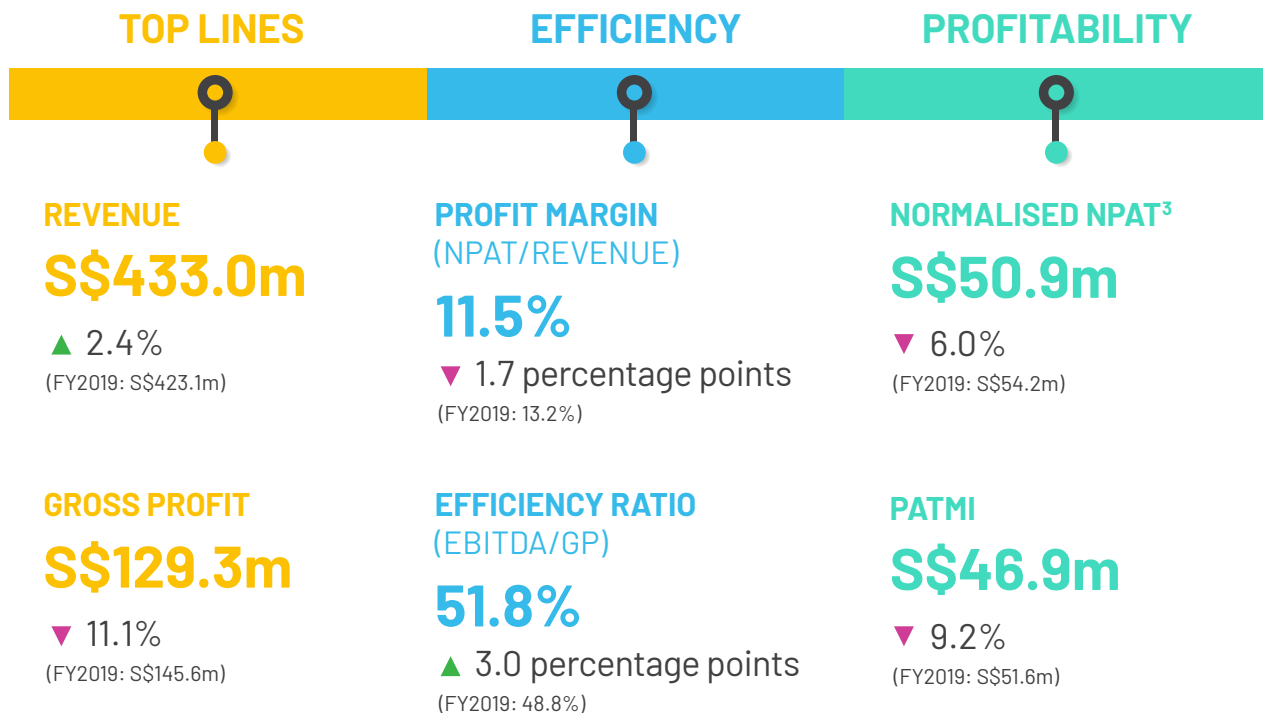 TOP LINES
EFFICIENCY
PROFITABILITY
REVENUE
S$433.0m
▲ 2.4%
(FY2019: S$423.1m)
GROSS PROFIT
S$129.3m
▼ 11.1%
(FY2019: S$145.6m)
PROFIT MARGIN
(NPAT/REVENUE)
11.5%
▼ 1.7 percentage points
(FY2019: 13.2%)
EFFICIENCY RATIO
(EBITDA/GP)
51.8%
▲ 3.0 percentage points
(FY2019: 48.8%)
NORMALISED NPAT³
S$50.9m
▼ 6.0%
(FY2019: S$54.2m)
PATMI
S$46.9m
▼ 9.2%
(FY2019: S$51.6m)